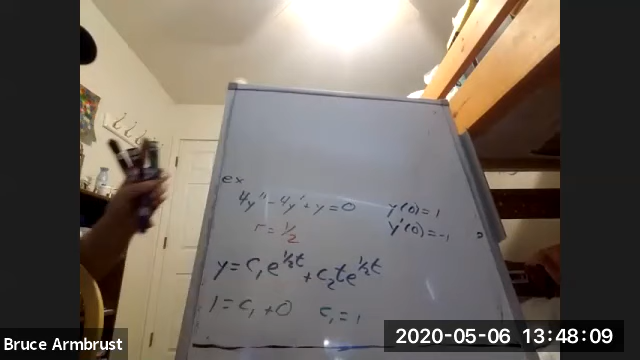 ex
4y" - 4y' + y = 0 y(0) = 1
r = 1/2 y'(0) = -1
y = c₁e^{½t} + c₂te^{½t}
1 = c₁ + 0 c₁ = 1
Bruce Armbrust
2020-05-06 13:48:09